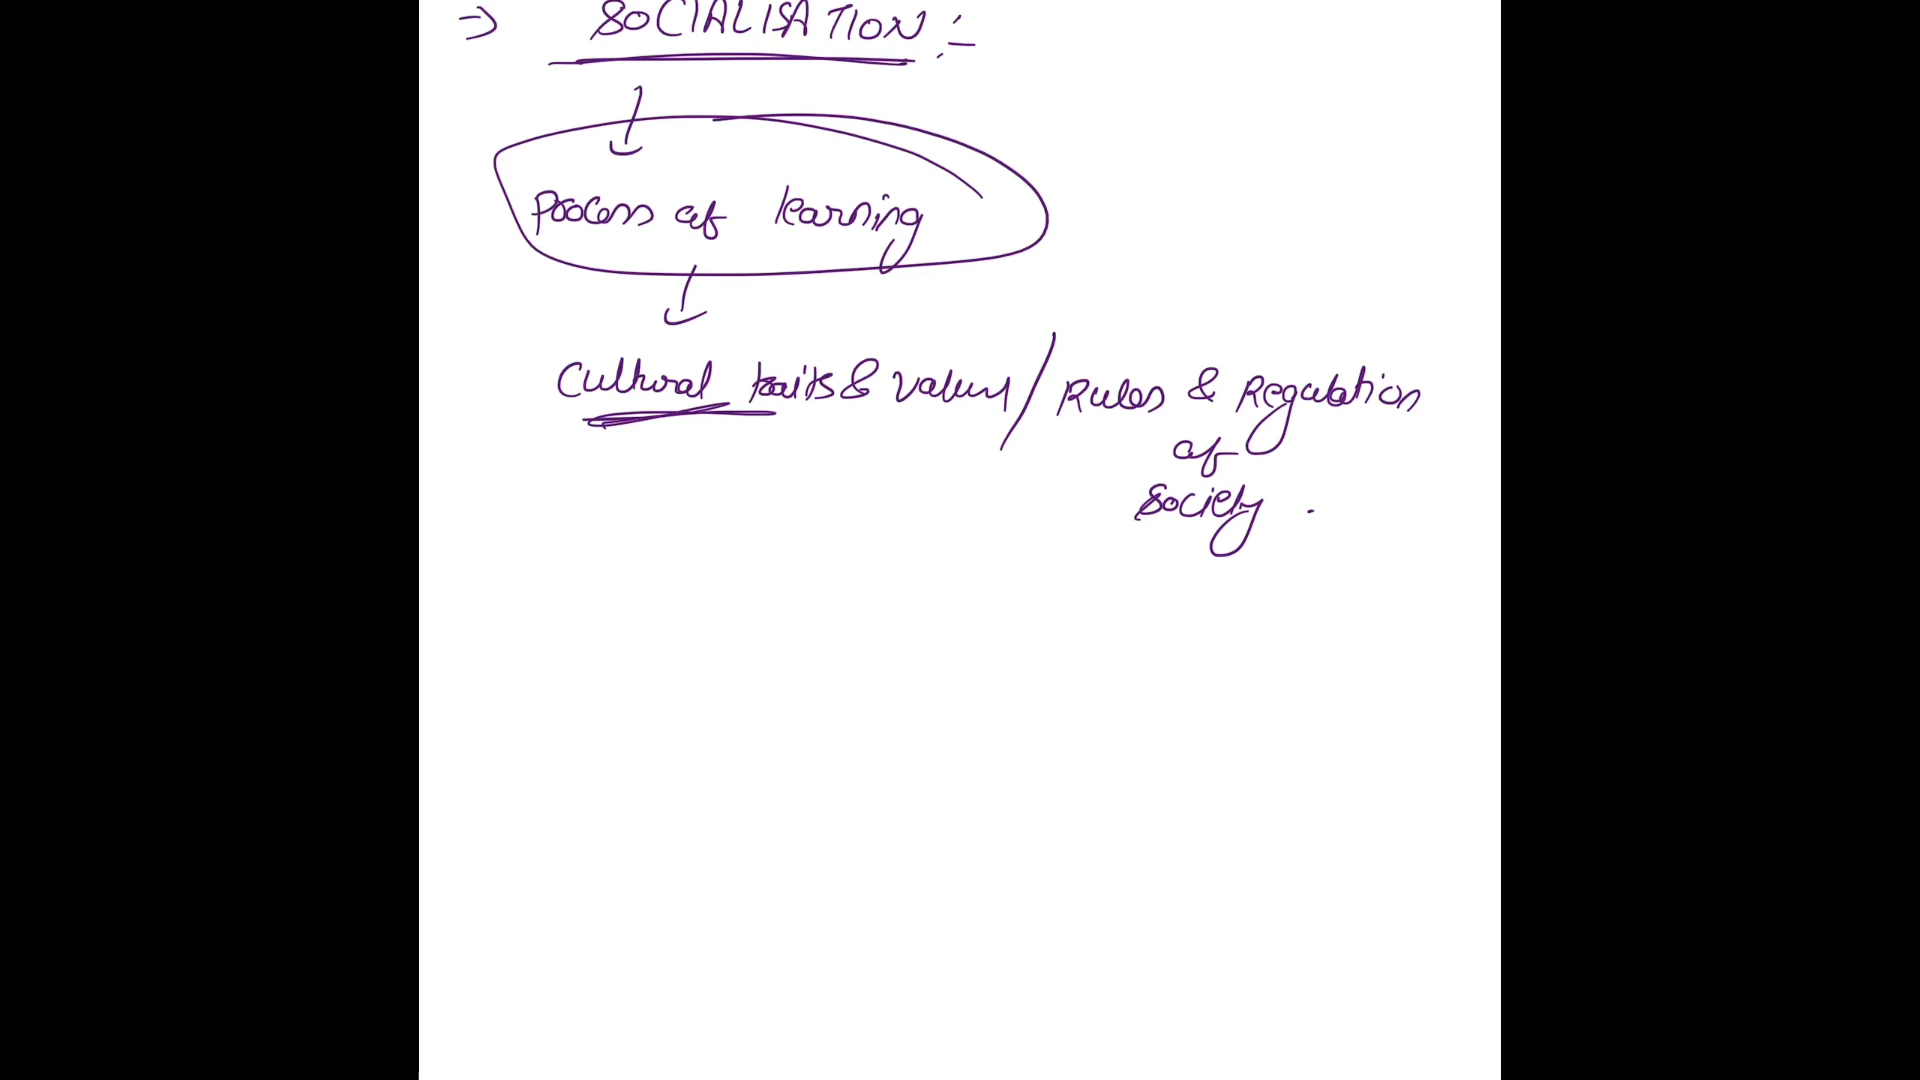 → SOCIALISATION :-
Process of learning
Cultural traits & values / Rules & Regulation
of
Society .